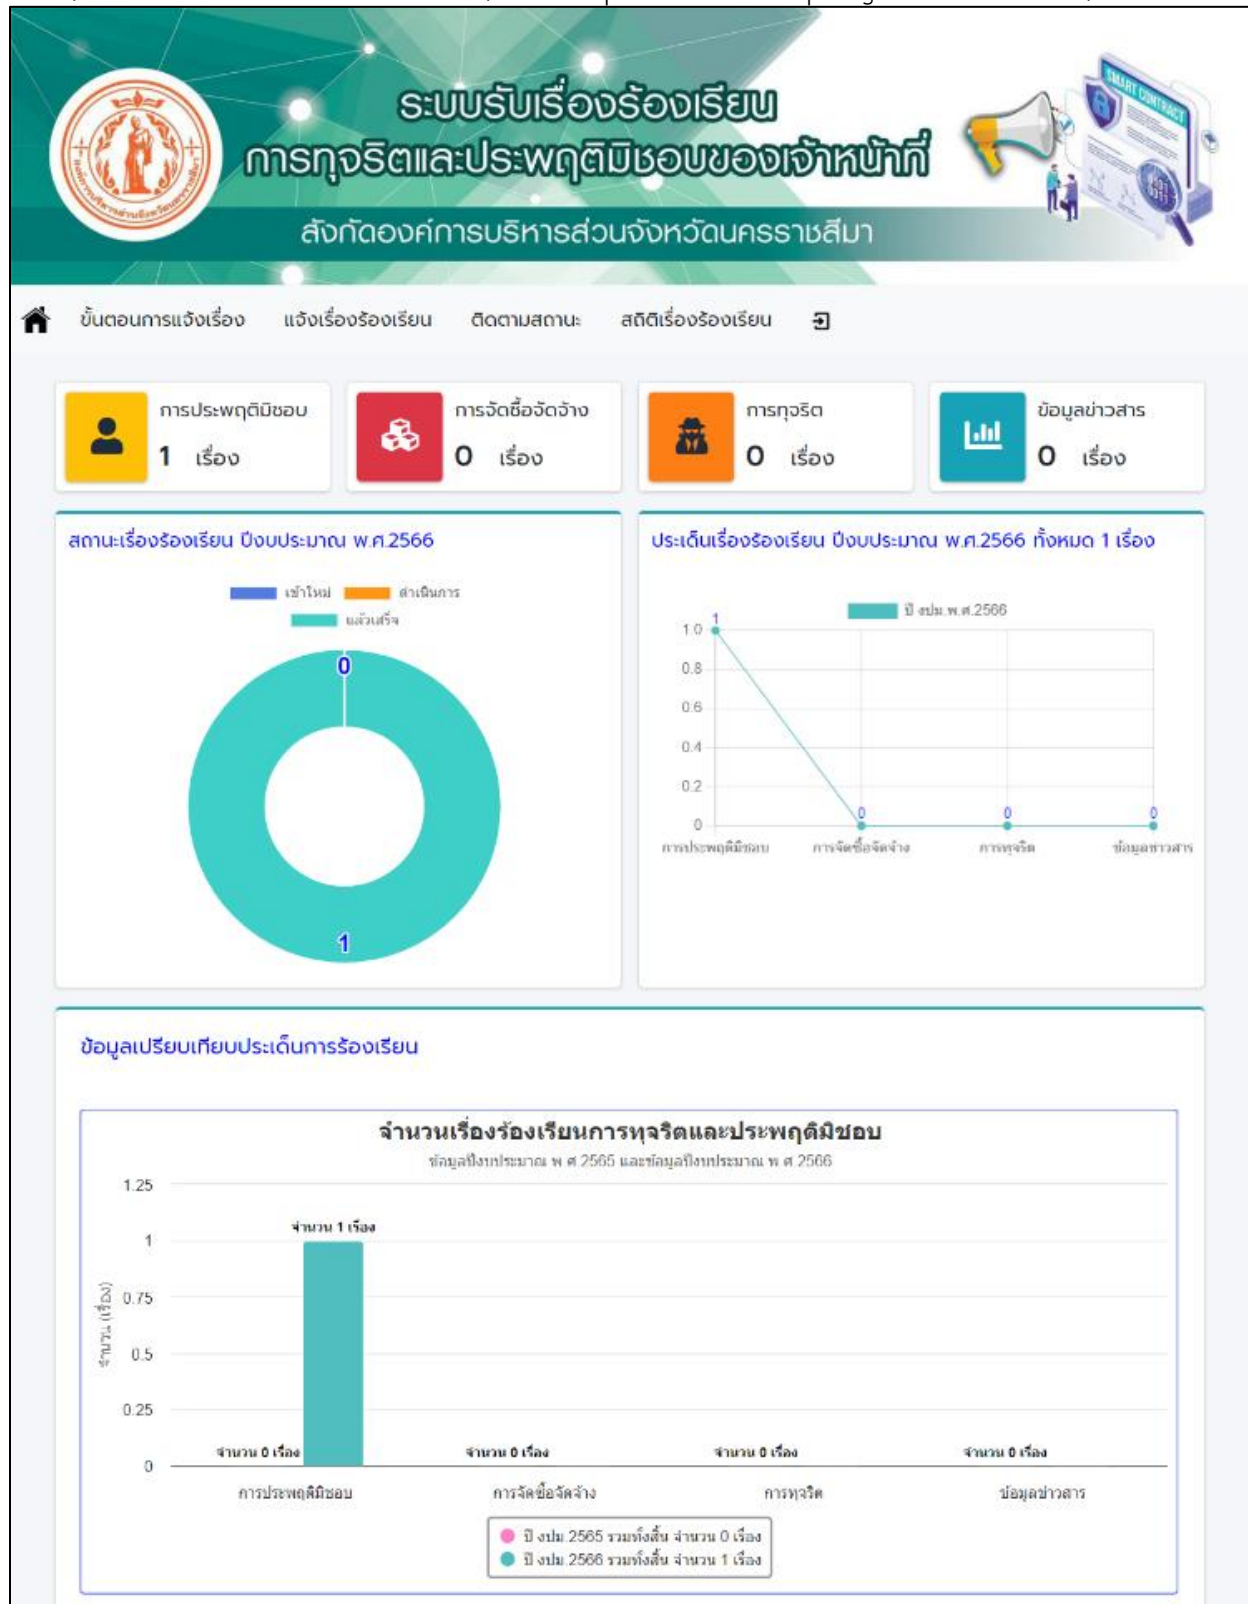 ระบบรับเรื่องร้องเรียน
การทุจริตและประพฤติมิชอบของเจ้าหน้าที่
สังกัดองค์การบริหารส่วนจังหวัดนครราชสีมา
SMART CONTRACT
ขั้นตอนการแจ้งเรื่อง แจ้งเรื่องร้องเรียน ติดตามสถานะ สถิติเรื่องร้องเรียน
การประพฤติมิชอบ
1 เรื่อง
การจัดซื้อจัดจ้าง
0 เรื่อง
การทุจริต
0 เรื่อง
ข้อมูลข่าวสาร
0 เรื่อง
สถานะเรื่องร้องเรียน ปีงบประมาณ พ.ศ.2566
เข้าใหม่ ดำเนินการ
แล้วเสร็จ
0
1
ประเด็นเรื่องร้องเรียน ปีงบประมาณ พ.ศ.2566 ทั้งหมด 1 เรื่อง
ปี งปม.พ.ศ.2566
1
1.0
0.8
0.6
0.4
0.2
0
0 0 0
การประพฤติมิชอบ การจัดซื้อจัดจ้าง การทุจริต ข้อมูลข่าวสาร
ข้อมูลเปรียบเทียบประเด็นการร้องเรียน
จำนวนเรื่องร้องเรียนการทุจริตและประพฤติมิชอบ
ข้อมูลปีงบประมาณ พ.ศ.2565 และข้อมูลปีงบประมาณ พ.ศ.2566
จำนวน (เรื่อง)
1.25
1
0.75
0.5
0.25
0
จำนวน 1 เรื่อง
จำนวน 0 เรื่อง จำนวน 0 เรื่อง จำนวน 0 เรื่อง จำนวน 0 เรื่อง
การประพฤติมิชอบ การจัดซื้อจัดจ้าง การทุจริต ข้อมูลข่าวสาร
ปี งปม.2565 รวมทั้งสิ้น จำนวน 0 เรื่อง
ปี งปม.2566 รวมทั้งสิ้น จำนวน 1 เรื่อง